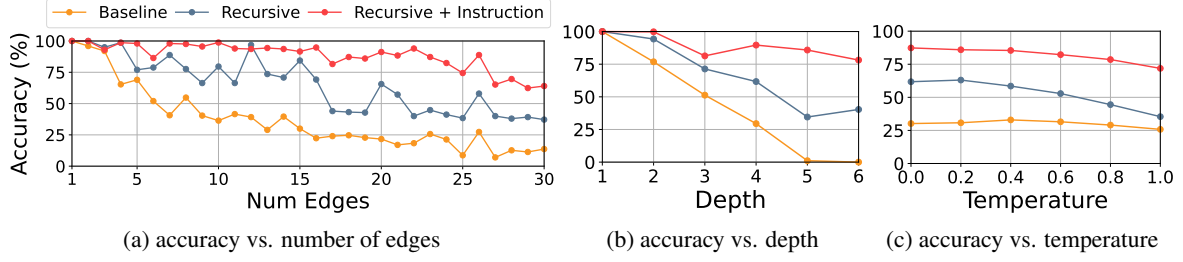 Baseline Recursive Recursive + Instruction
Accuracy (%)
100
75
50
25
0
1 5 10 15 20 25 30
Num Edges
(a) accuracy vs. number of edges
100
75
50
25
0
1 2 3 4 5 6
Depth
(b) accuracy vs. depth
100
75
50
25
0
0.0 0.2 0.4 0.6 0.8 1.0
Temperature
(c) accuracy vs. temperature